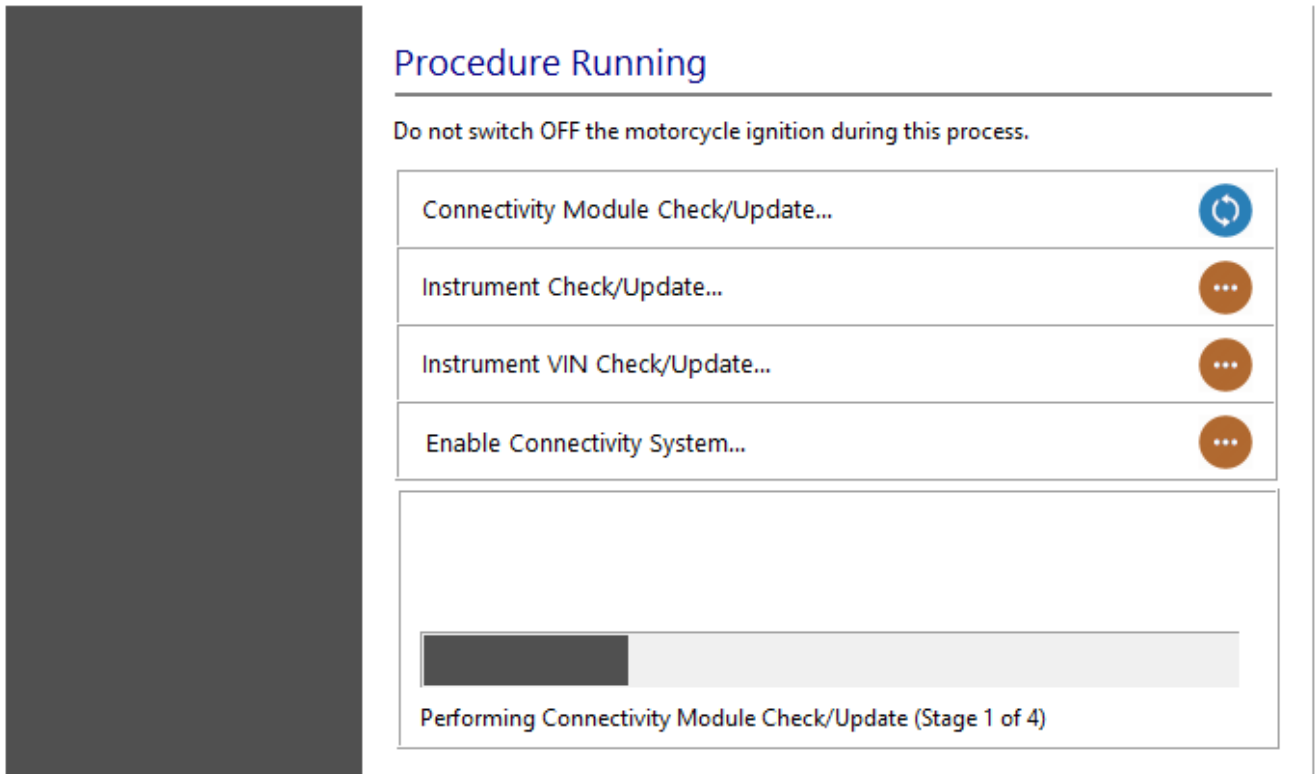 Procedure Running
Do not switch OFF the motorcycle ignition during this process.
Connectivity Module Check/Update...
Instrument Check/Update...
Instrument VIN Check/Update...
Enable Connectivity System...
Performing Connectivity Module Check/Update (Stage 1 of 4)